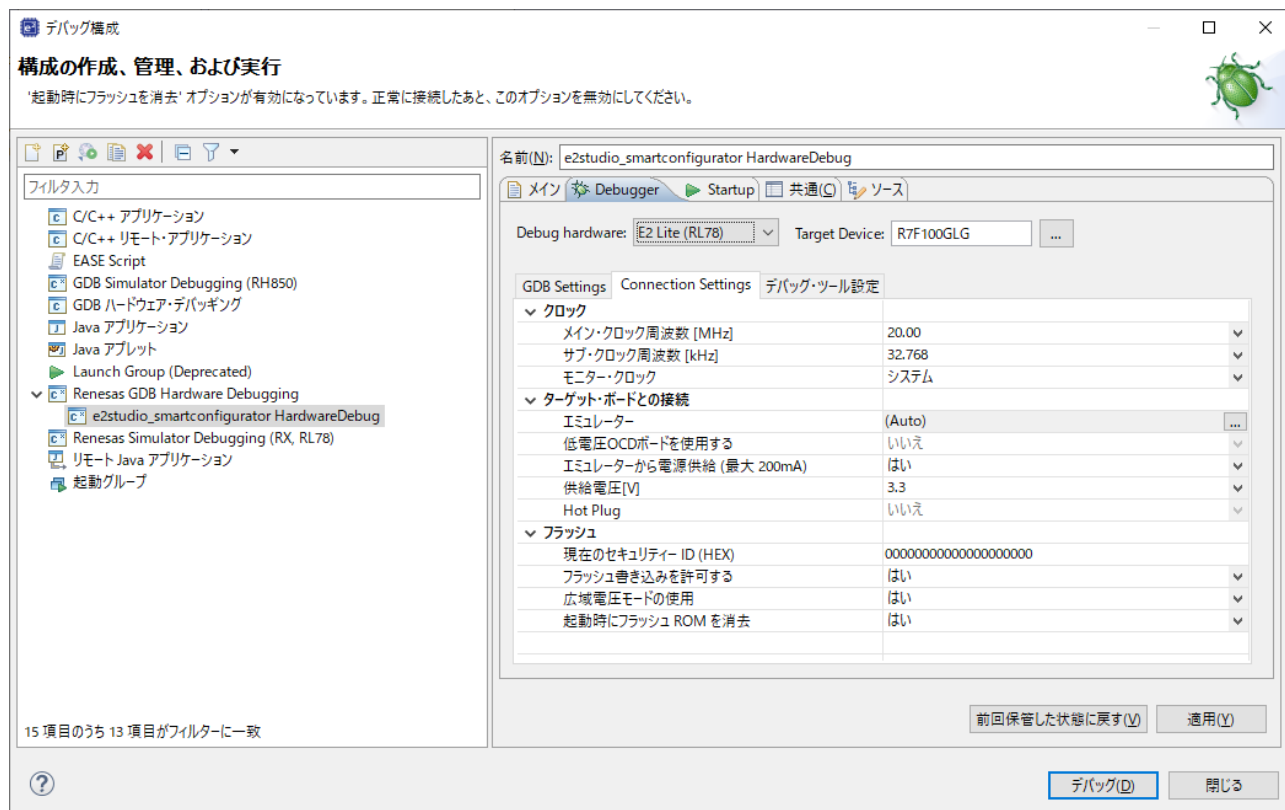 デバッグ構成
構成の作成、管理、および実行
'起動時にフラッシュを消去' オプションが有効になっています。正常に接続したあと、このオプションを無効にしてください。
フィルタ入力
C/C++ アプリケーション
C/C++ リモート・アプリケーション
EASE Script
GDB Simulator Debugging (RH850)
GDB ハードウェア・デバッギング
Java アプリケーション
Java アプレット
Launch Group (Deprecated)
Renesas GDB Hardware Debugging
e2studio_smartconfigurator HardwareDebug
Renesas Simulator Debugging (RX, RL78)
リモート Java アプリケーション
起動グループ
15 項目のうち 13 項目がフィルターに一致
名前(N): e2studio_smartconfigurator HardwareDebug
メイン Debugger Startup 共通(C) ソース
Debug hardware: E2 Lite (RL78) Target Device: R7F100GLG ...
GDB Settings Connection Settings デバッグ・ツール設定
クロック
メイン・クロック周波数 [MHz] 20.00
サブ・クロック周波数 [kHz] 32.768
モニター・クロック システム
ターゲット・ボードとの接続
エミュレーター (Auto) ...
低電圧OCDボードを使用する いいえ
エミュレーターから電源供給 (最大 200mA) はい
供給電圧[V] 3.3
Hot Plug いいえ
フラッシュ
現在のセキュリティー ID (HEX) 00000000000000000000
フラッシュ書き込みを許可する はい
広域電圧モードの使用 はい
起動時にフラッシュ ROM を消去 はい
前回保管した状態に戻す(V) 適用(Y)
? デバッグ(D) 閉じる